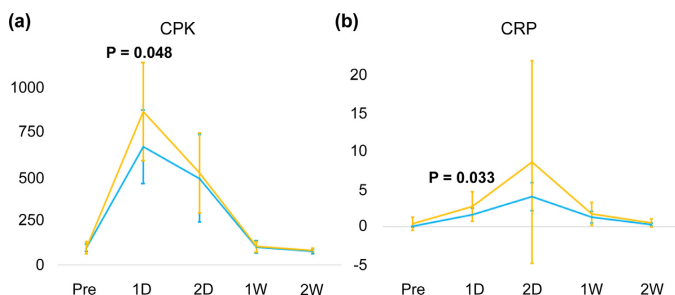 (a)
CPK
P = 0.048
1000
750
500
250
0
Pre 1D 2D 1W 2W
(b)
CRP
20
15
10
P = 0.033
5
0
-5
Pre 1D 2D 1W 2W